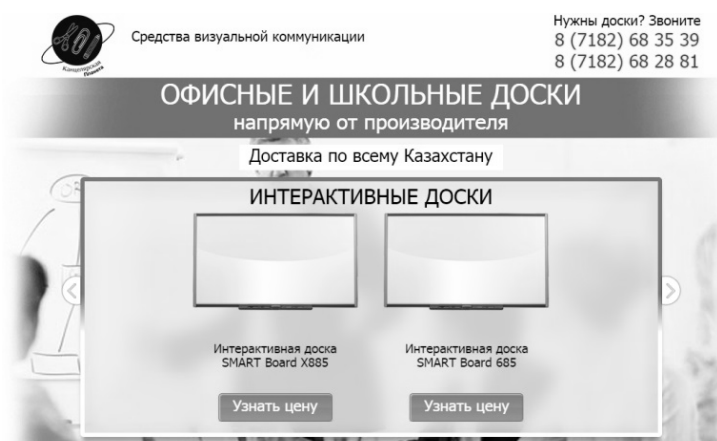 Канцелярская
Планета
Средства визуальной коммуникации
Нужны доски? Звоните
8 (7182) 68 35 39
8 (7182) 68 28 81
ОФИСНЫЕ И ШКОЛЬНЫЕ ДОСКИ
напрямую от производителя
Доставка по всему Казахстану
ИНТЕРАКТИВНЫЕ ДОСКИ
Интерактивная доска
SMART Board X885
Интерактивная доска
SMART Board 685
Узнать цену
Узнать цену